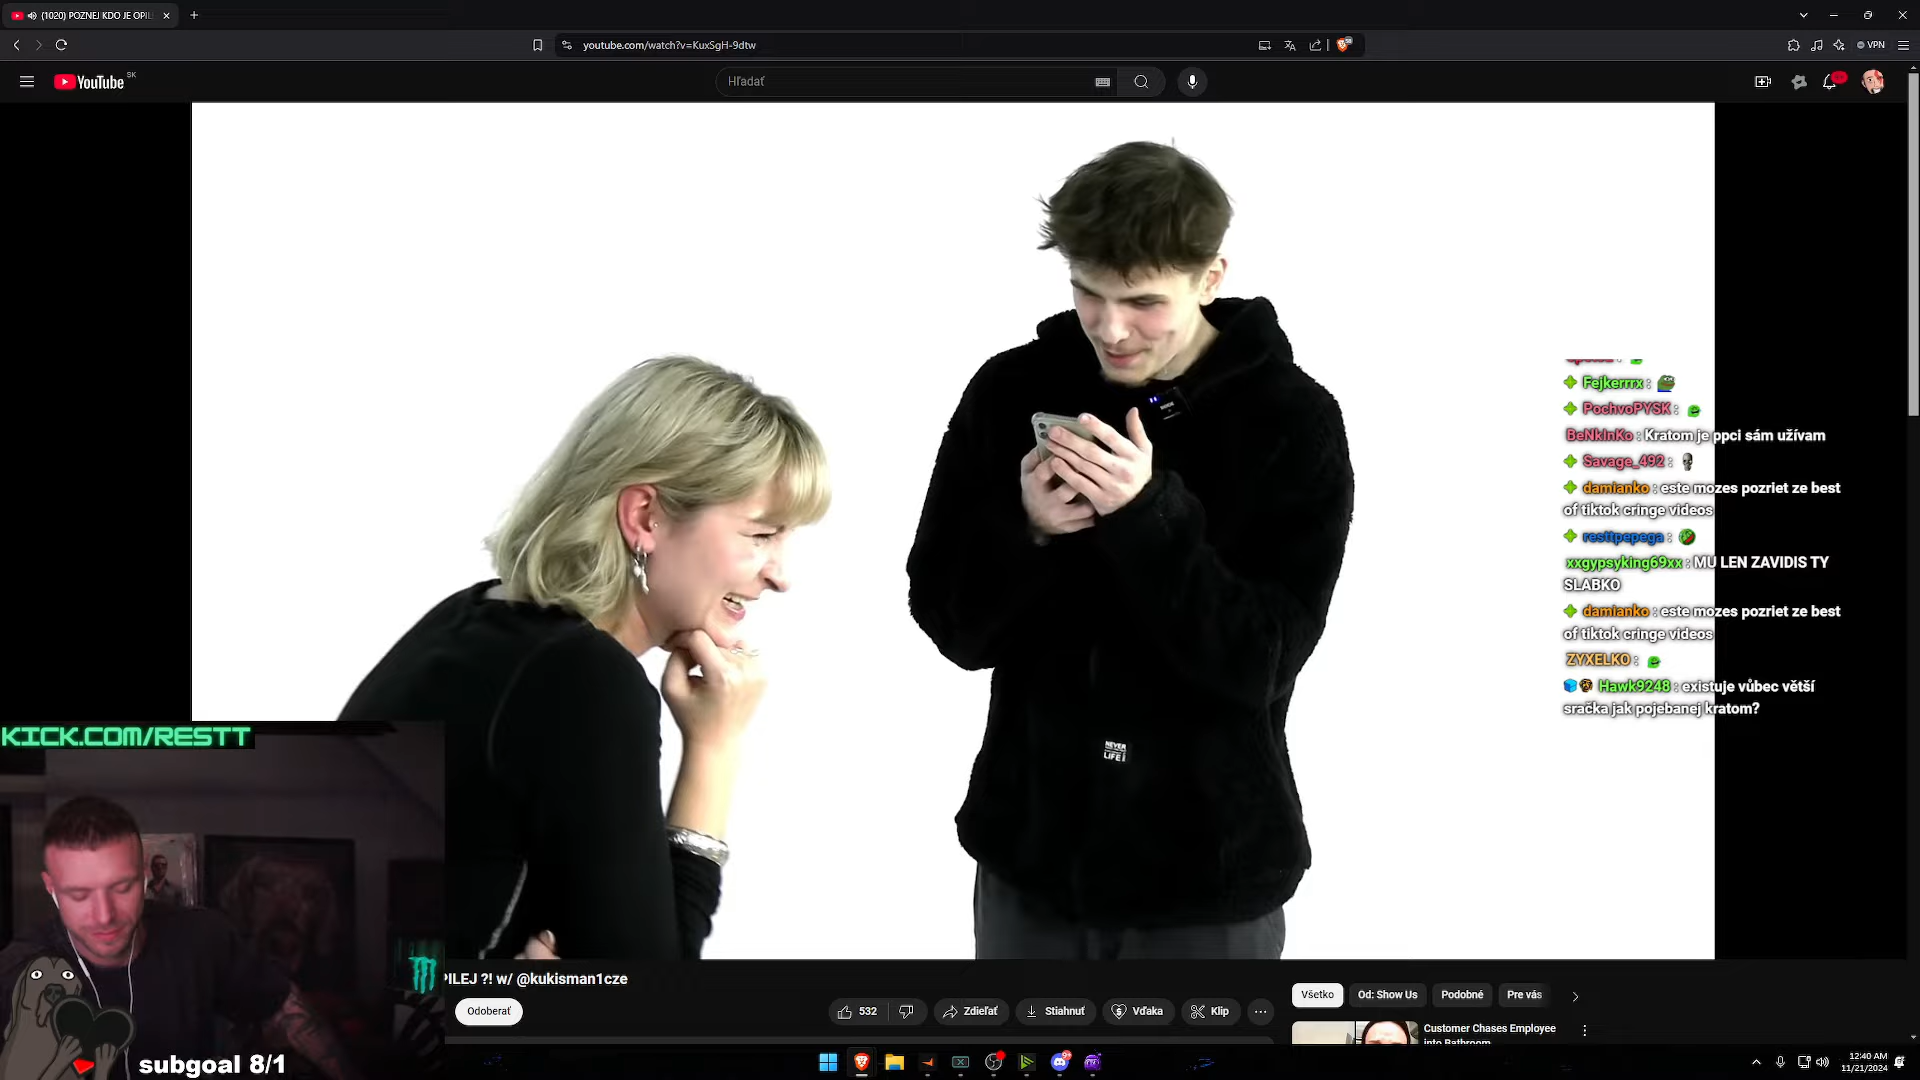 (1020) POZNEJ KDO JE OPIL
youtube.com/watch?v=KuxSgH-9dtw
VPN
YouTube SK
Hľadať
Fejkerrrx :
PochvoPYSK :
BeNkInKo : Kratom je ppci sám užívam
Savage_492 :
damianko : este mozes pozriet ze best
of tiktok cringe videos
resttpepega :
xxgypsyking69xx : MU LEN ZAVIDIS TY
SLABKO
damianko : este mozes pozriet ze best
of tiktok cringe videos
ZYXELKO :
Hawk9248 : existuje vůbec větší
sračka jak pojebanej kratom?
NEVER
LIFE
KICK.COM/RESTT
PILEJ ?! w/ @kukisman1cze
Odoberať
532
Zdieľať
Stiahnuť
Vďaka
Klip
Všetko
Od: Show Us
Podobné
Pre vás
Customer Chases Employee
into Bathroom
subgoal 8/1
12:40 AM
11/21/2024